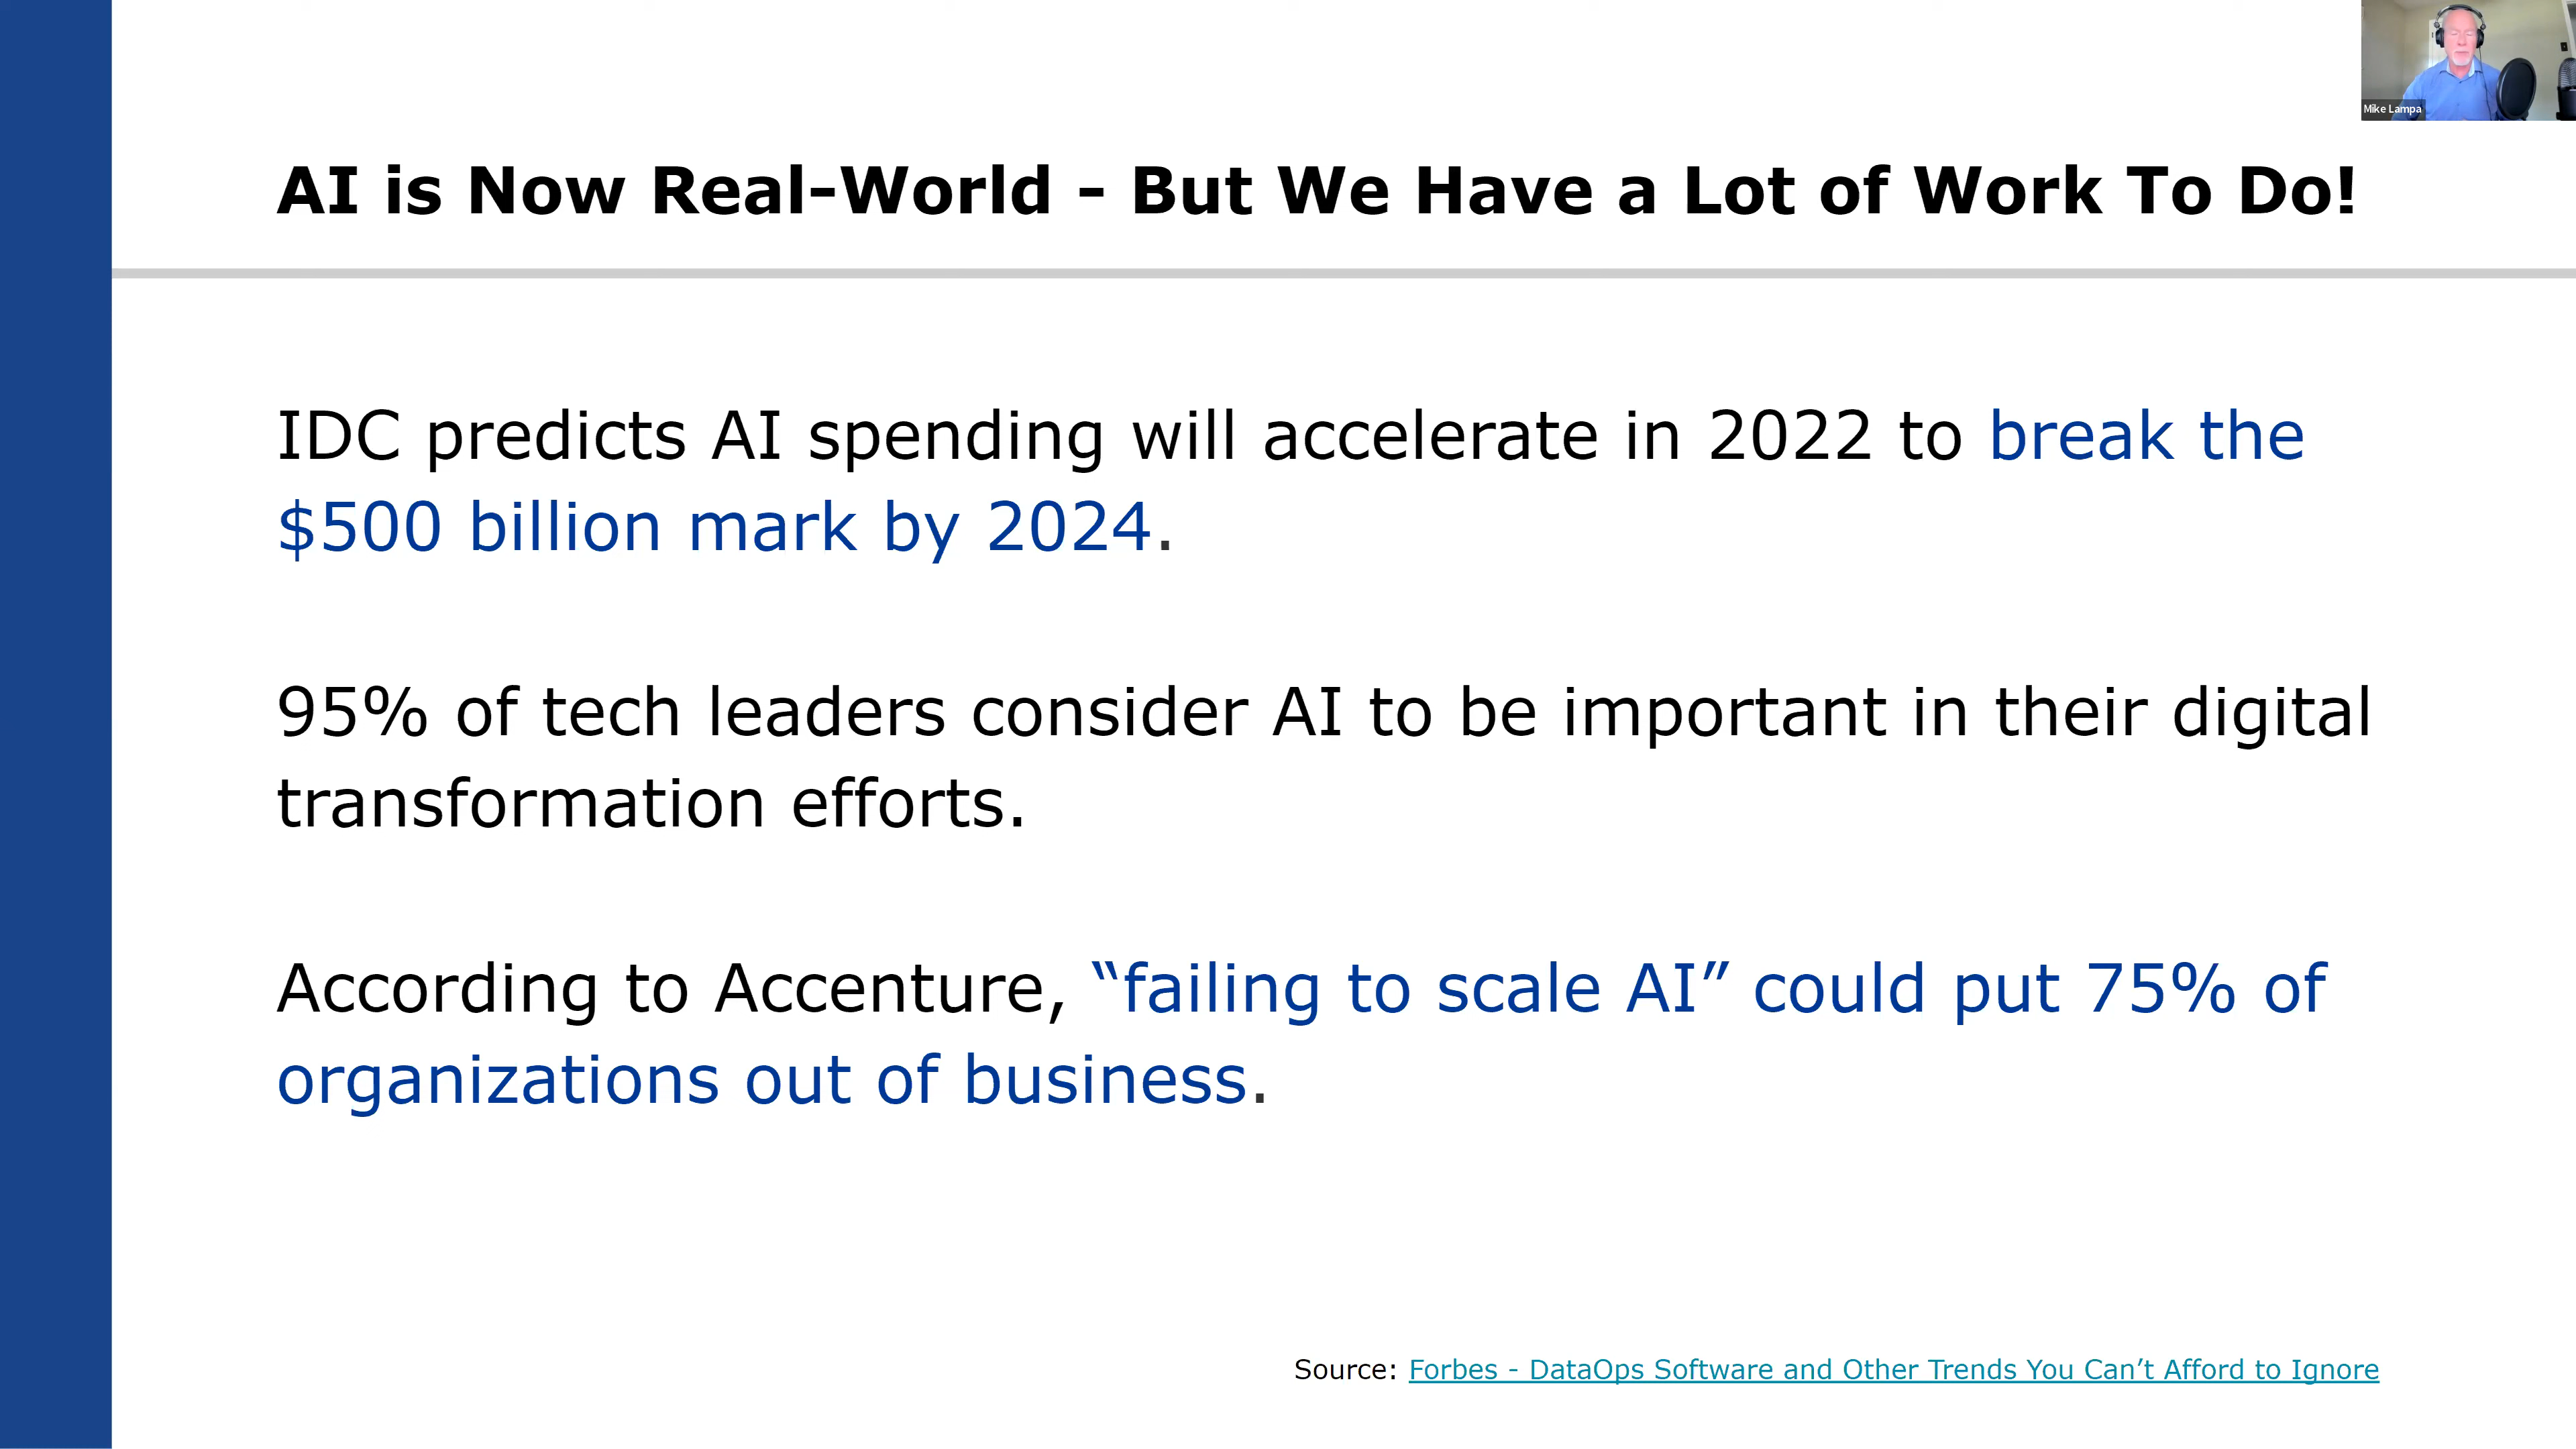 Mike Lampa
AI is Now Real-World - But We Have a Lot of Work To Do!
IDC predicts AI spending will accelerate in 2022 to break the
$500 billion mark by 2024.
95% of tech leaders consider AI to be important in their digital
transformation efforts.
According to Accenture, “failing to scale AI” could put 75% of
organizations out of business.
Source: Forbes - DataOps Software and Other Trends You Can’t Afford to Ignore